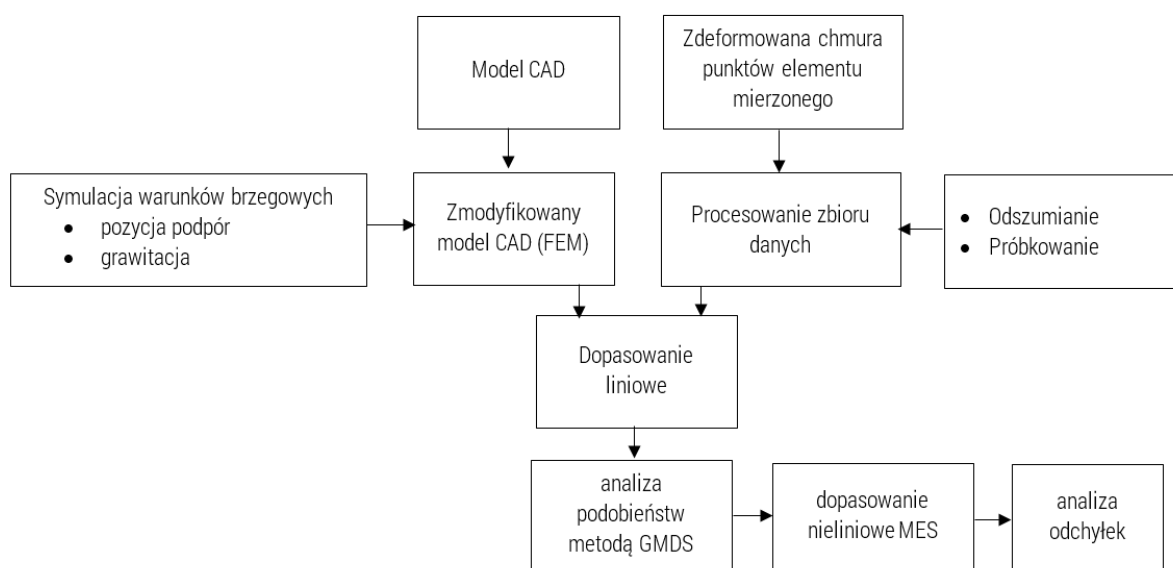 Model CAD
Zdeformowana chmura
punktów elementu
mierzonego
Symulacja warunków brzegowych
● pozycja podpór
● grawitacja
Zmodyfikowany
model CAD (FEM)
Procesowanie zbioru
danych
● Odszumianie
● Próbkowanie
Dopasowanie
liniowe
analiza
podobieństw
metodą GMDS
dopasowanie
nieliniowe MES
analiza
odchyłek